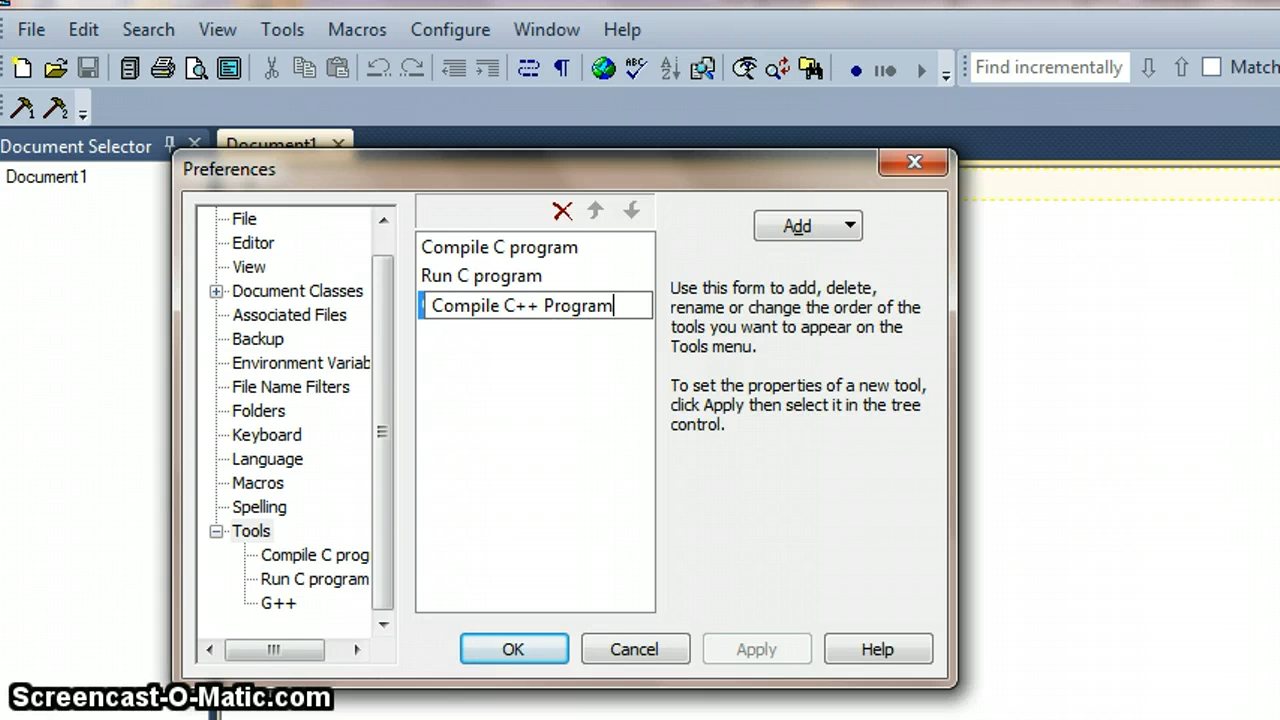 File Edit Search View Tools Macros Configure Window Help
ABC A Z Find incrementally Match
1 2
Document Selector Document1
Document1
Preferences
File
Editor
View
Document Classes
Associated Files
Backup
Environment Variab
File Name Filters
Folders
Keyboard
Language
Macros
Spelling
Tools
Compile C prog
Run C program
G++
Compile C program
Run C program
Compile C++ Program
Add
Use this form to add, delete,
rename or change the order of the
tools you want to appear on the
Tools menu.
To set the properties of a new tool,
click Apply then select it in the tree
control.
OK Cancel Apply Help
Screencast-O-Matic.com